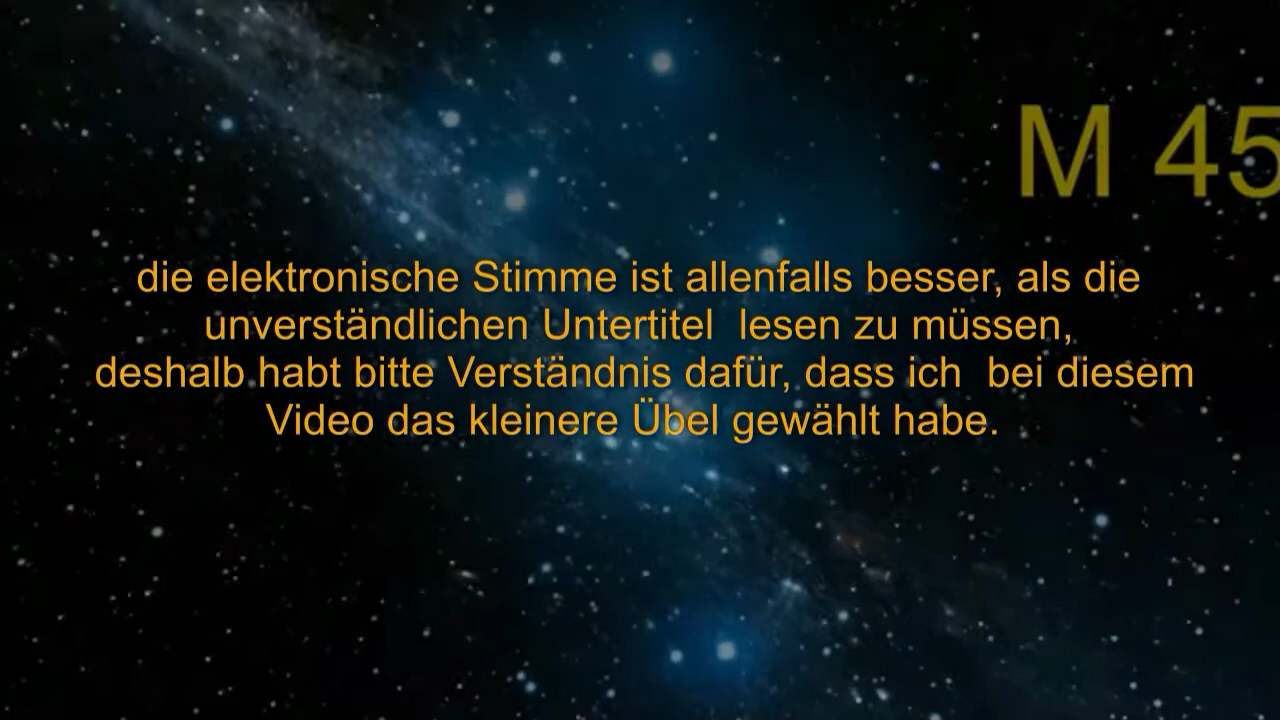 M 45
die elektronische Stimme ist allenfalls besser, als die
unverständlichen Untertitel  lesen zu müssen,
deshalb habt bitte Verständnis dafür, dass ich  bei diesem
Video das kleinere Übel gewählt habe.